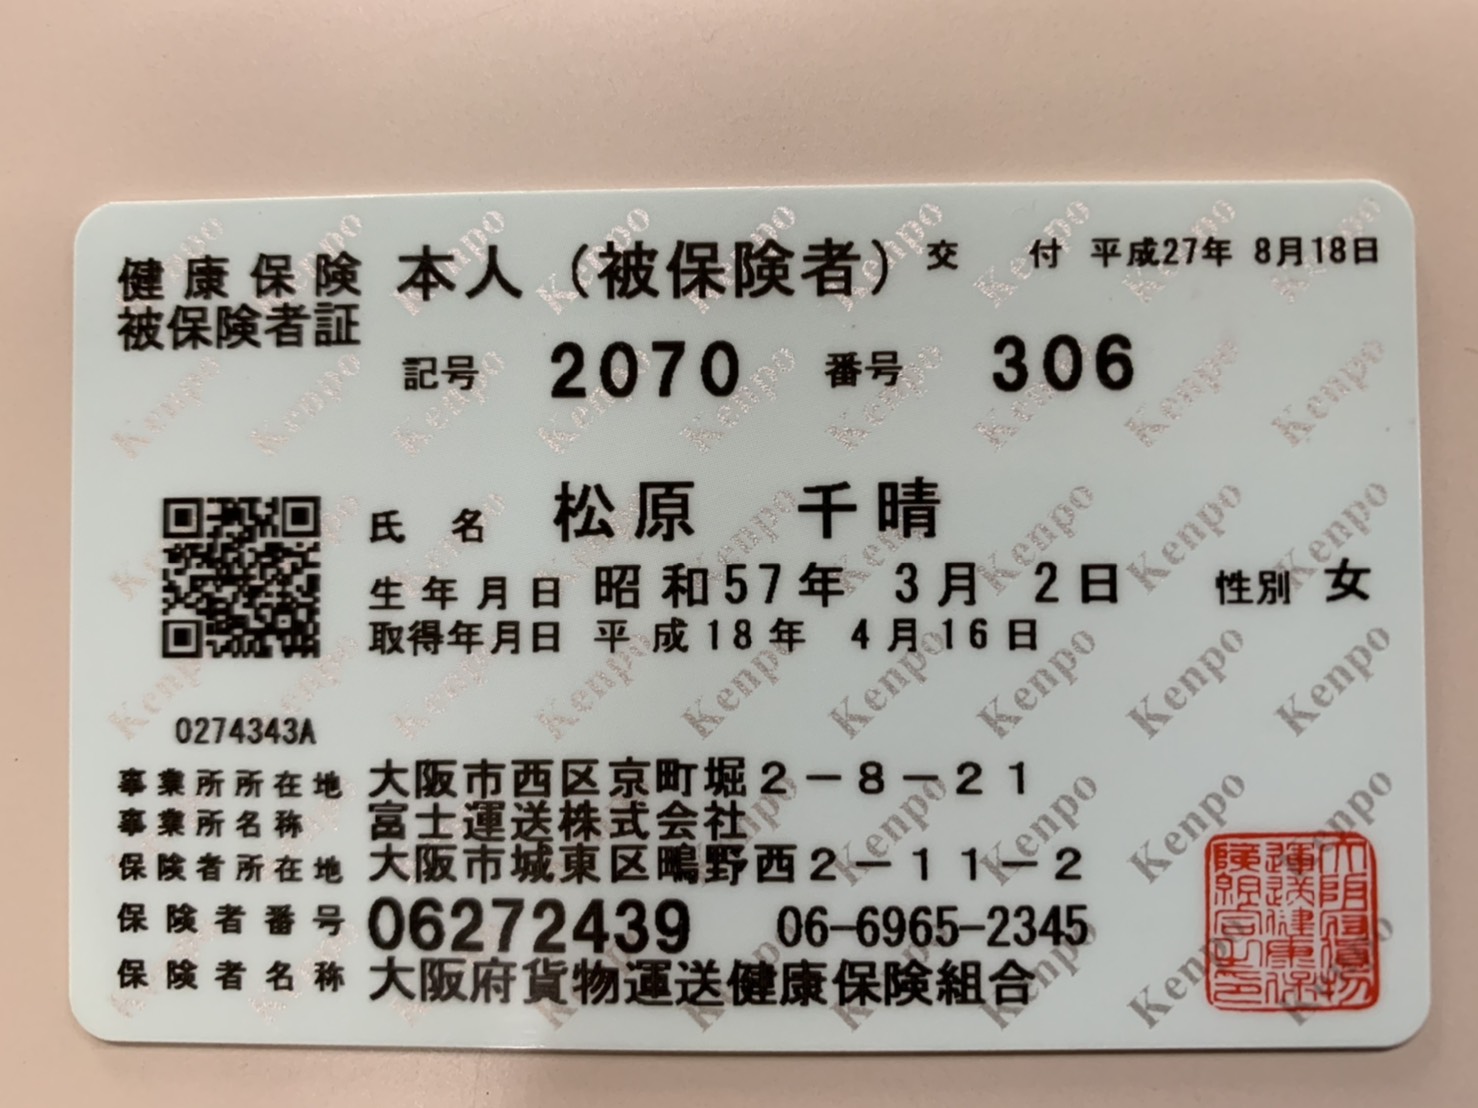 健康保険 本人（被保険者） 交付 平成27年 8月18日
被保険者証
記号 2070 番号 306
氏名 松原 千晴
生年月日 昭和57年 3月 2日 性別 女
取得年月日 平成18年 4月16日
0274343A
事業所所在地 大阪市西区京町堀2－8－21
事業所名称 富士運送株式会社
保険者所在地 大阪市城東区鴫野西2－11－2
保険者番号 06272439 06-6965-2345
保険者名称 大阪府貨物運送健康保険組合
Kenpo